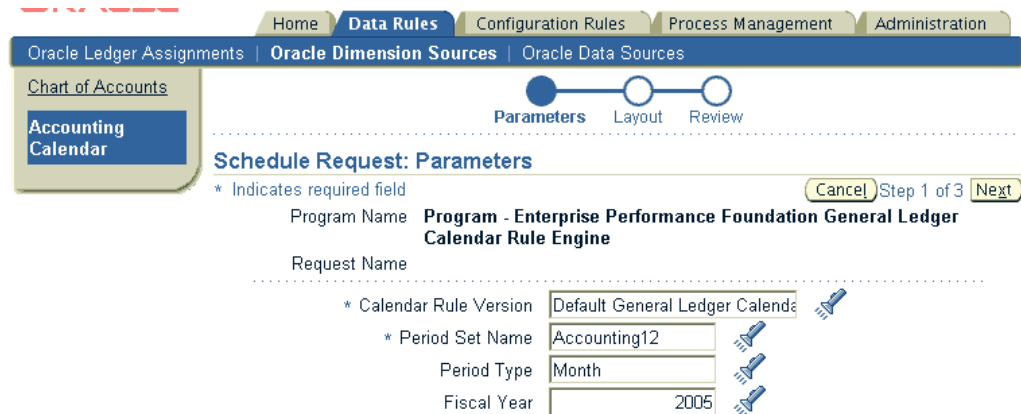 Home Data Rules Configuration Rules Process Management Administration
Oracle Ledger Assignments | Oracle Dimension Sources | Oracle Data Sources
Chart of Accounts
Accounting
Calendar
Parameters Layout Review
Schedule Request: Parameters
* Indicates required field
Cancel Step 1 of 3 Next
Program Name Program - Enterprise Performance Foundation General Ledger
Calendar Rule Engine
Request Name
* Calendar Rule Version Default General Ledger Calenda
* Period Set Name Accounting12
Period Type Month
Fiscal Year 2005